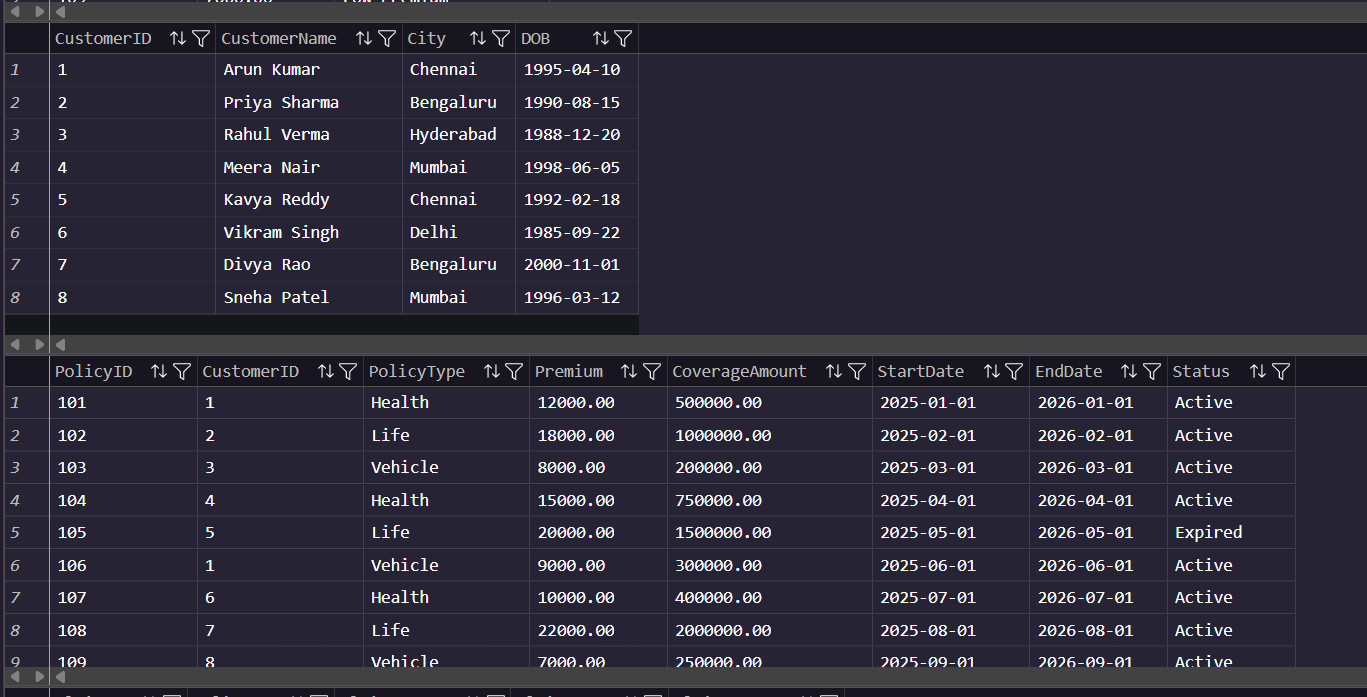 CustomerID CustomerName City DOB
1 1 Arun Kumar Chennai 1995-04-10
2 2 Priya Sharma Bengaluru 1990-08-15
3 3 Rahul Verma Hyderabad 1988-12-20
4 4 Meera Nair Mumbai 1998-06-05
5 5 Kavya Reddy Chennai 1992-02-18
6 6 Vikram Singh Delhi 1985-09-22
7 7 Divya Rao Bengaluru 2000-11-01
8 8 Sneha Patel Mumbai 1996-03-12
PolicyID CustomerID PolicyType Premium CoverageAmount StartDate EndDate Status
1 101 1 Health 12000.00 500000.00 2025-01-01 2026-01-01 Active
2 102 2 Life 18000.00 1000000.00 2025-02-01 2026-02-01 Active
3 103 3 Vehicle 8000.00 200000.00 2025-03-01 2026-03-01 Active
4 104 4 Health 15000.00 750000.00 2025-04-01 2026-04-01 Active
5 105 5 Life 20000.00 1500000.00 2025-05-01 2026-05-01 Expired
6 106 1 Vehicle 9000.00 300000.00 2025-06-01 2026-06-01 Active
7 107 6 Health 10000.00 400000.00 2025-07-01 2026-07-01 Active
8 108 7 Life 22000.00 2000000.00 2025-08-01 2026-08-01 Active
9 109 8 Vehicle 7000.00 250000.00 2025-09-01 2026-09-01 Active